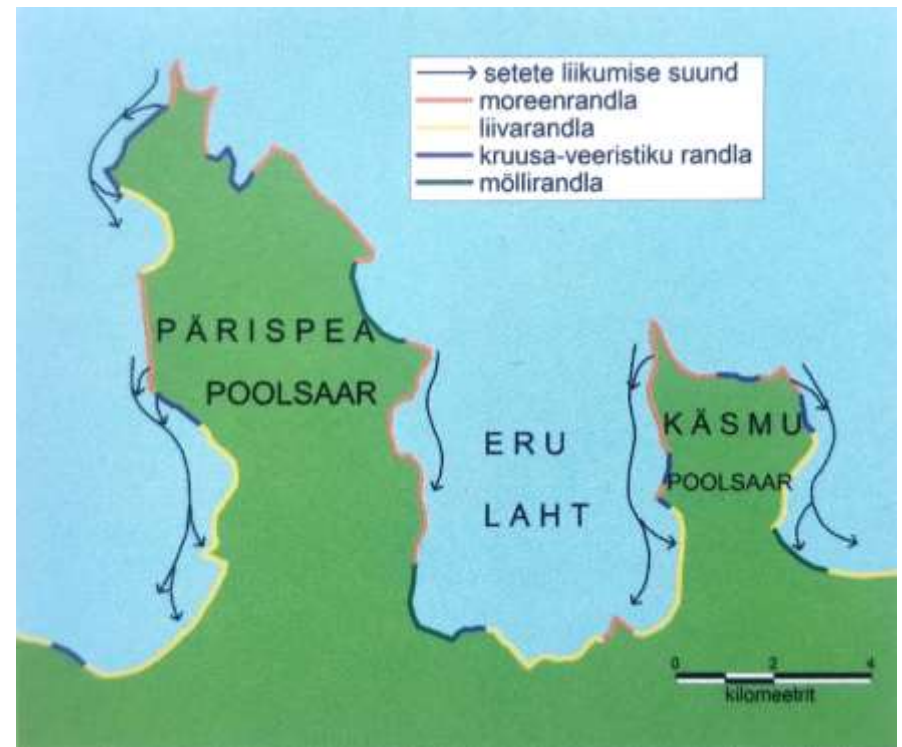 setete liikumise suund
moreenrandla
liivarandla
kruusa-veeristiku randla
möllirandla
PÄRISPEA
POOLSAAR
ERU
LAHT
KÄSMU
POOLSAAR
0 2 4
kilomeetrit